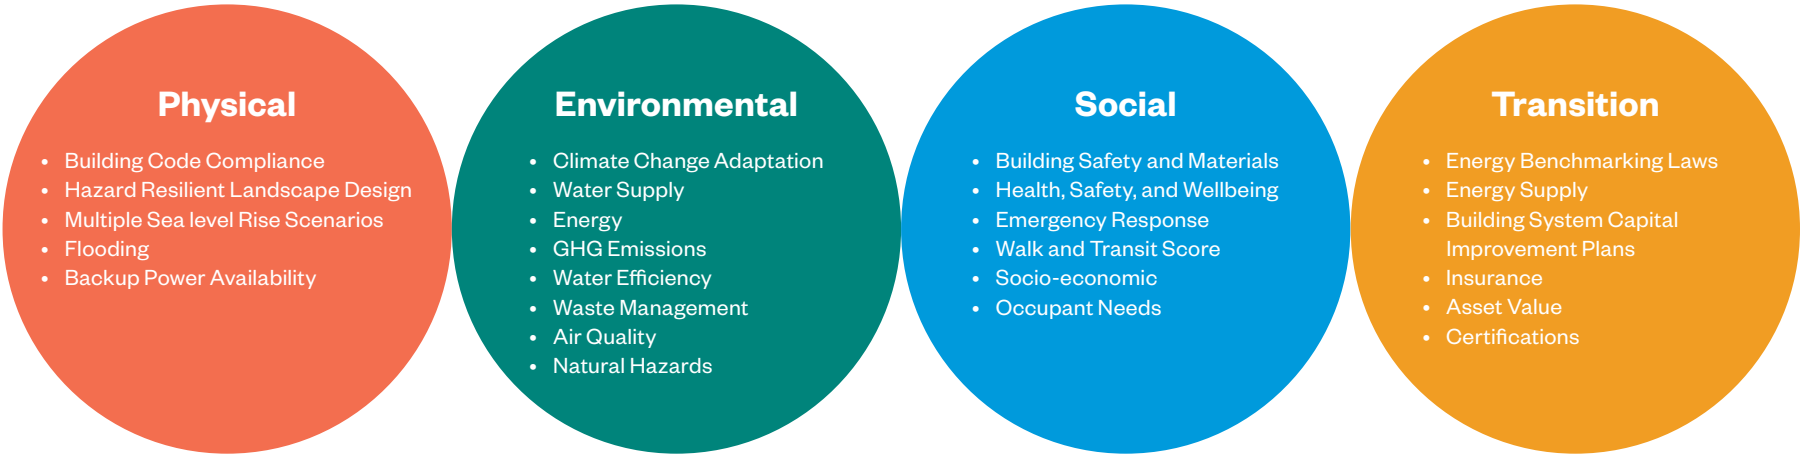 Physical
• Building Code Compliance
• Hazard Resilient Landscape Design
• Multiple Sea level Rise Scenarios
• Flooding
• Backup Power Availability
Environmental
• Climate Change Adaptation
• Water Supply
• Energy
• GHG Emissions
• Water Efficiency
• Waste Management
• Air Quality
• Natural Hazards
Social
• Building Safety and Materials
• Health, Safety, and Wellbeing
• Emergency Response
• Walk and Transit Score
• Socio-economic
• Occupant Needs
Transition
• Energy Benchmarking Laws
• Energy Supply
• Building System Capital
Improvement Plans
• Insurance
• Asset Value
• Certifications